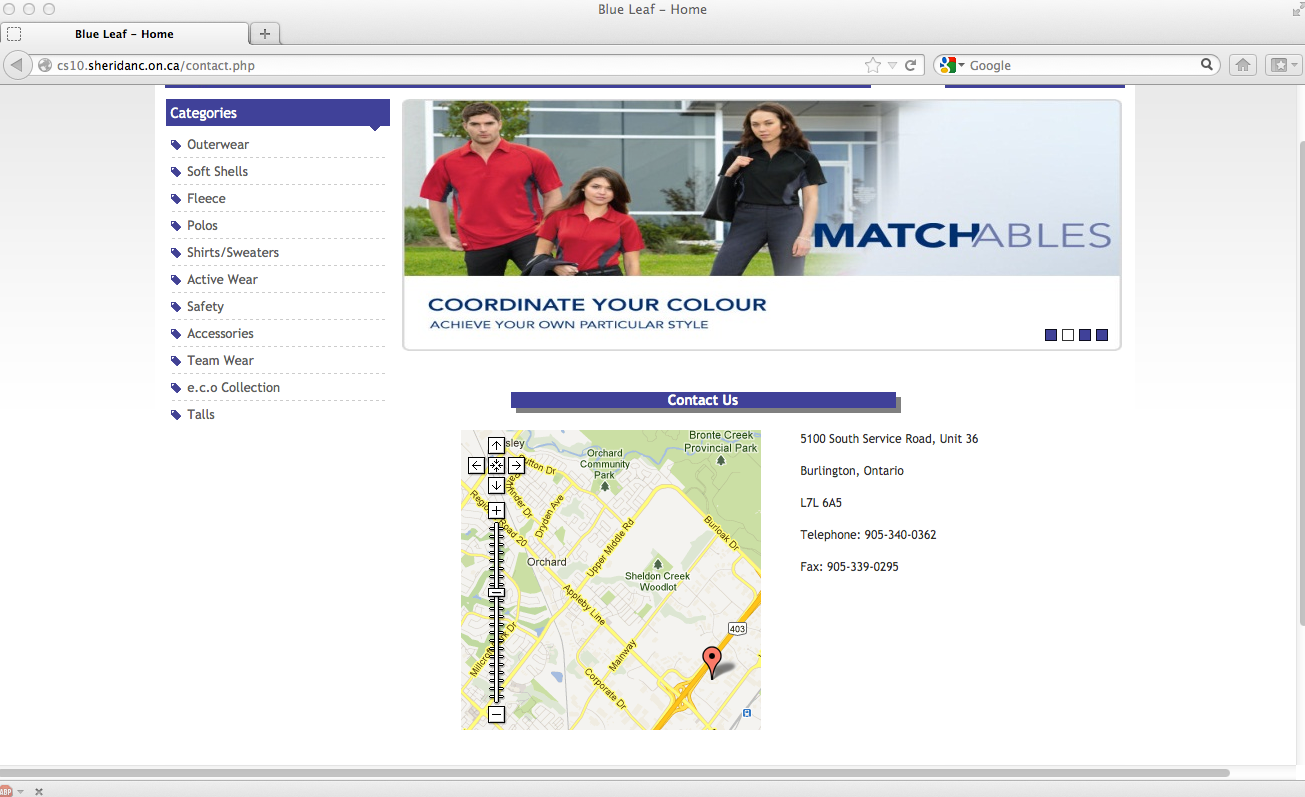 Blue Leaf – Home
Blue Leaf – Home
cs10.sheridanc.on.ca/contact.php
Google
Categories
Outerwear
Soft Shells
Fleece
Polos
Shirts/Sweaters
Active Wear
Safety
Accessories
Team Wear
e.c.o Collection
Talls
MATCHABLES
COORDINATE YOUR COLOUR
ACHIEVE YOUR OWN PARTICULAR STYLE
Contact Us
Bronte Creek
Provincial Park
Orchard
Community
Park
Sutton Dr
Dryden Ave
Upper Middle Rd
Burloak Dr
Orchard
Sheldon Creek
Woodlot
Appleby Line
403
Mainway
Corporate Dr
5100 South Service Road, Unit 36
Burlington, Ontario
L7L 6A5
Telephone: 905-340-0362
Fax: 905-339-0295
ABP